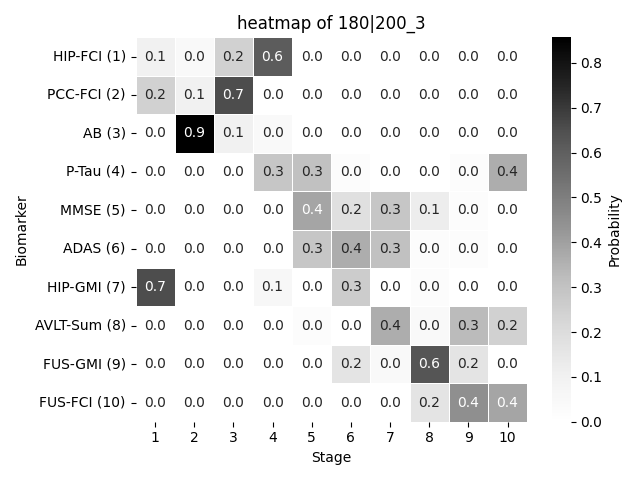 heatmap of 180|200_3
HIP-FCI (1) 0.1 0.0 0.2 0.6 0.0 0.0 0.0 0.0 0.0 0.0
PCC-FCI (2) 0.2 0.1 0.7 0.0 0.0 0.0 0.0 0.0 0.0 0.0
AB (3) 0.0 0.9 0.1 0.0 0.0 0.0 0.0 0.0 0.0 0.0
P-Tau (4) 0.0 0.0 0.0 0.3 0.3 0.0 0.0 0.0 0.0 0.4
MMSE (5) 0.0 0.0 0.0 0.0 0.4 0.2 0.3 0.1 0.0 0.0
ADAS (6) 0.0 0.0 0.0 0.0 0.3 0.4 0.3 0.0 0.0 0.0
HIP-GMI (7) 0.7 0.0 0.0 0.1 0.0 0.3 0.0 0.0 0.0 0.0
AVLT-Sum (8) 0.0 0.0 0.0 0.0 0.0 0.0 0.4 0.0 0.3 0.2
FUS-GMI (9) 0.0 0.0 0.0 0.0 0.0 0.2 0.0 0.6 0.2 0.0
FUS-FCI (10) 0.0 0.0 0.0 0.0 0.0 0.0 0.0 0.2 0.4 0.4
1 2 3 4 5 6 7 8 9 10
Stage
Biomarker
0.8
0.7
0.6
0.5
0.4
0.3
0.2
0.1
0.0
Probability